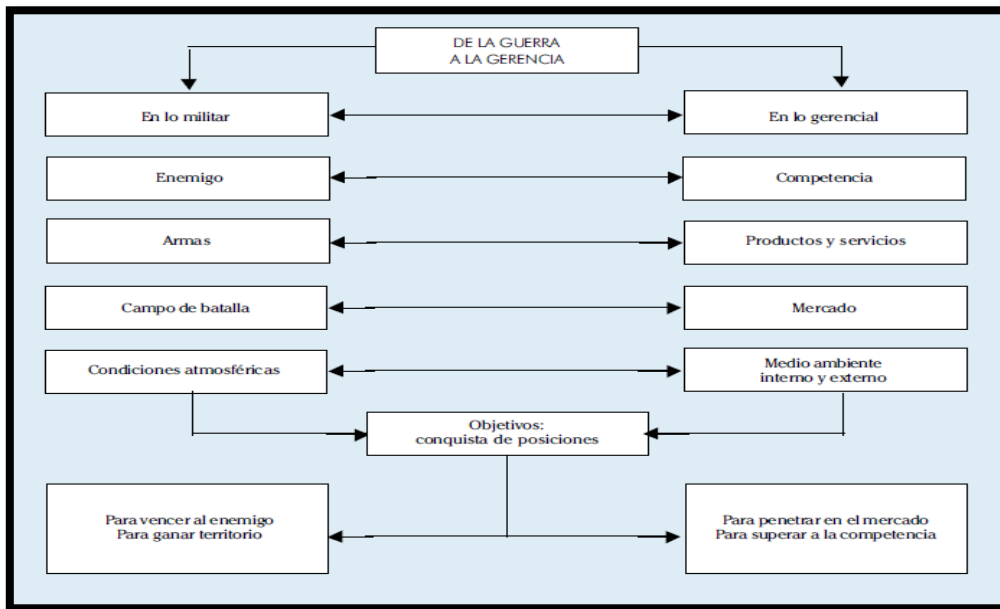 DE LA GUERRA
A LA GERENCIA
En lo militar
En lo gerencial
Enemigo
Competencia
Armas
Productos y servicios
Campo de batalla
Mercado
Condiciones atmosféricas
Medio ambiente
interno y externo
Objetivos:
conquista de posiciones
Para vencer al enemigo
Para ganar territorio
Para penetrar en el mercado
Para superar a la competencia